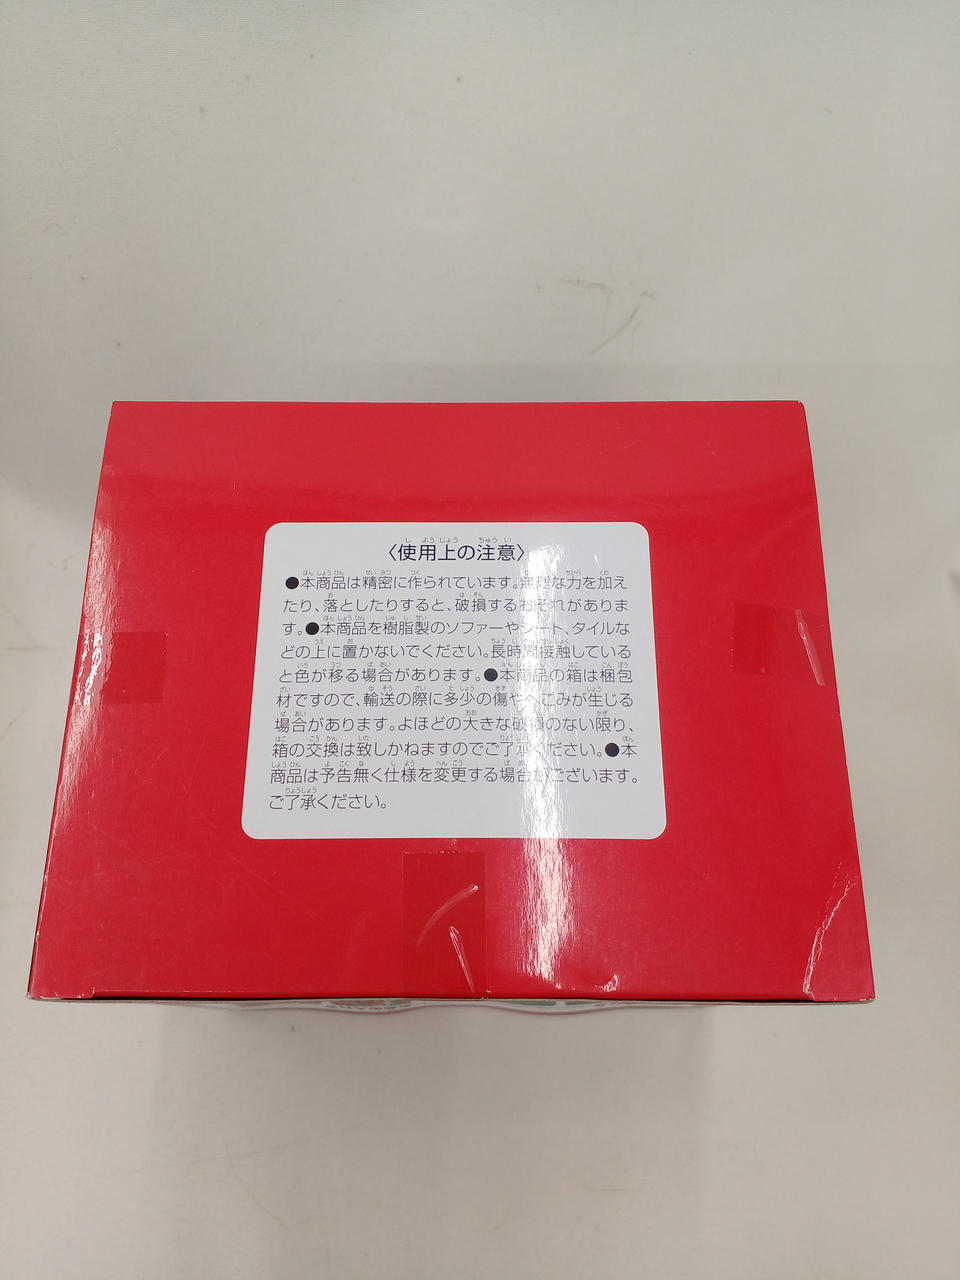 〈使用上の注意〉
●本商品は精密に作られています。無理な力を加え
たり、落としたりすると、破損するおそれがありま
す。●本商品を樹脂製のソファーやシート、タイルな
どの上に置かないでください。長時間接触している
と色が移る場合があります。●本商品の箱は梱包
材ですので、輸送の際に多少の傷やへこみが生じる
場合があります。よほどの大きな破損のない限り、
箱の交換は致しかねますのでご了承ください。●本
商品は予告無く仕様を変更する場合がございます。
ご了承ください。